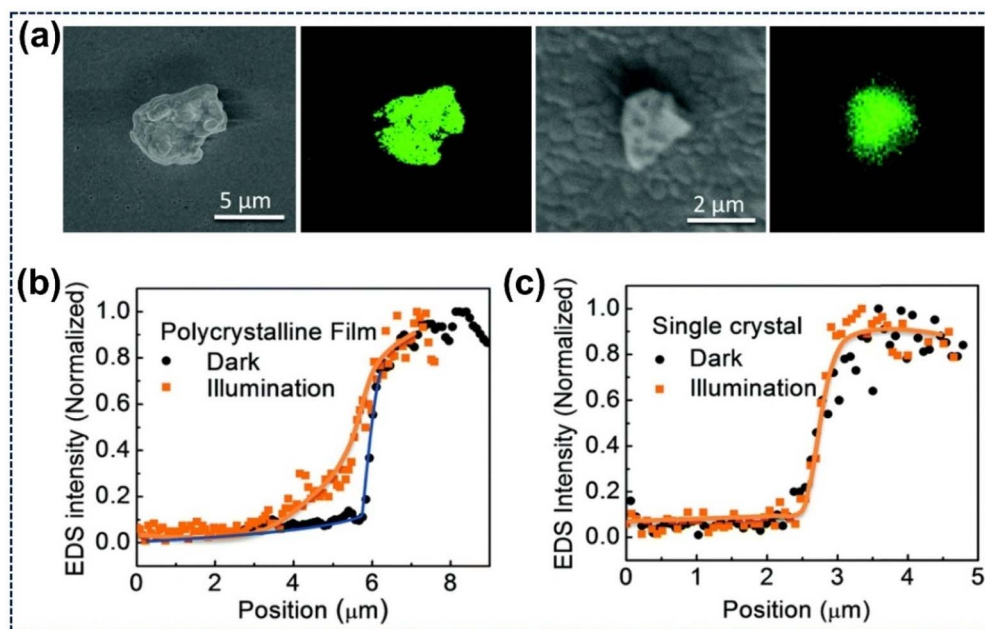 (a)
5 μm
2 μm
(b)
EDS intensity (Normalized)
1.0
0.8
0.6
0.4
0.2
0.0
Polycrystalline Film
Dark
Illumination
0
2
4
6
8
Position (μm)
(c)
EDS Intensity (Normalized)
1.0
0.8
0.6
0.4
0.2
0.0
Single crystal
Dark
Illumination
0
1
2
3
4
5
Position (μm)